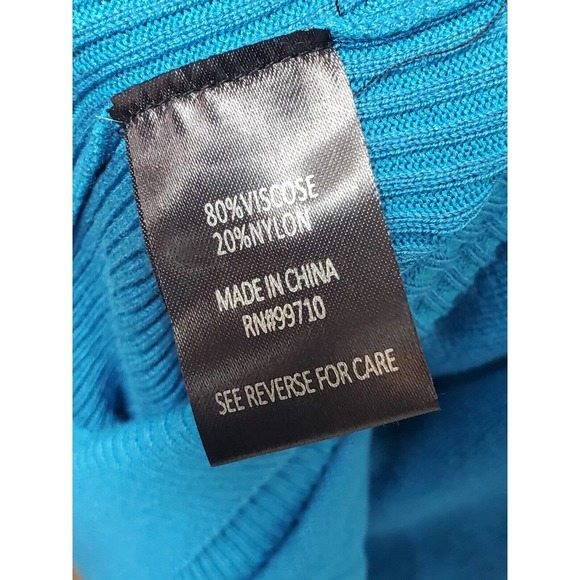 80%VISCOSE
20%NYLON
MADE IN CHINA
RN#99710
SEE REVERSE FOR CARE